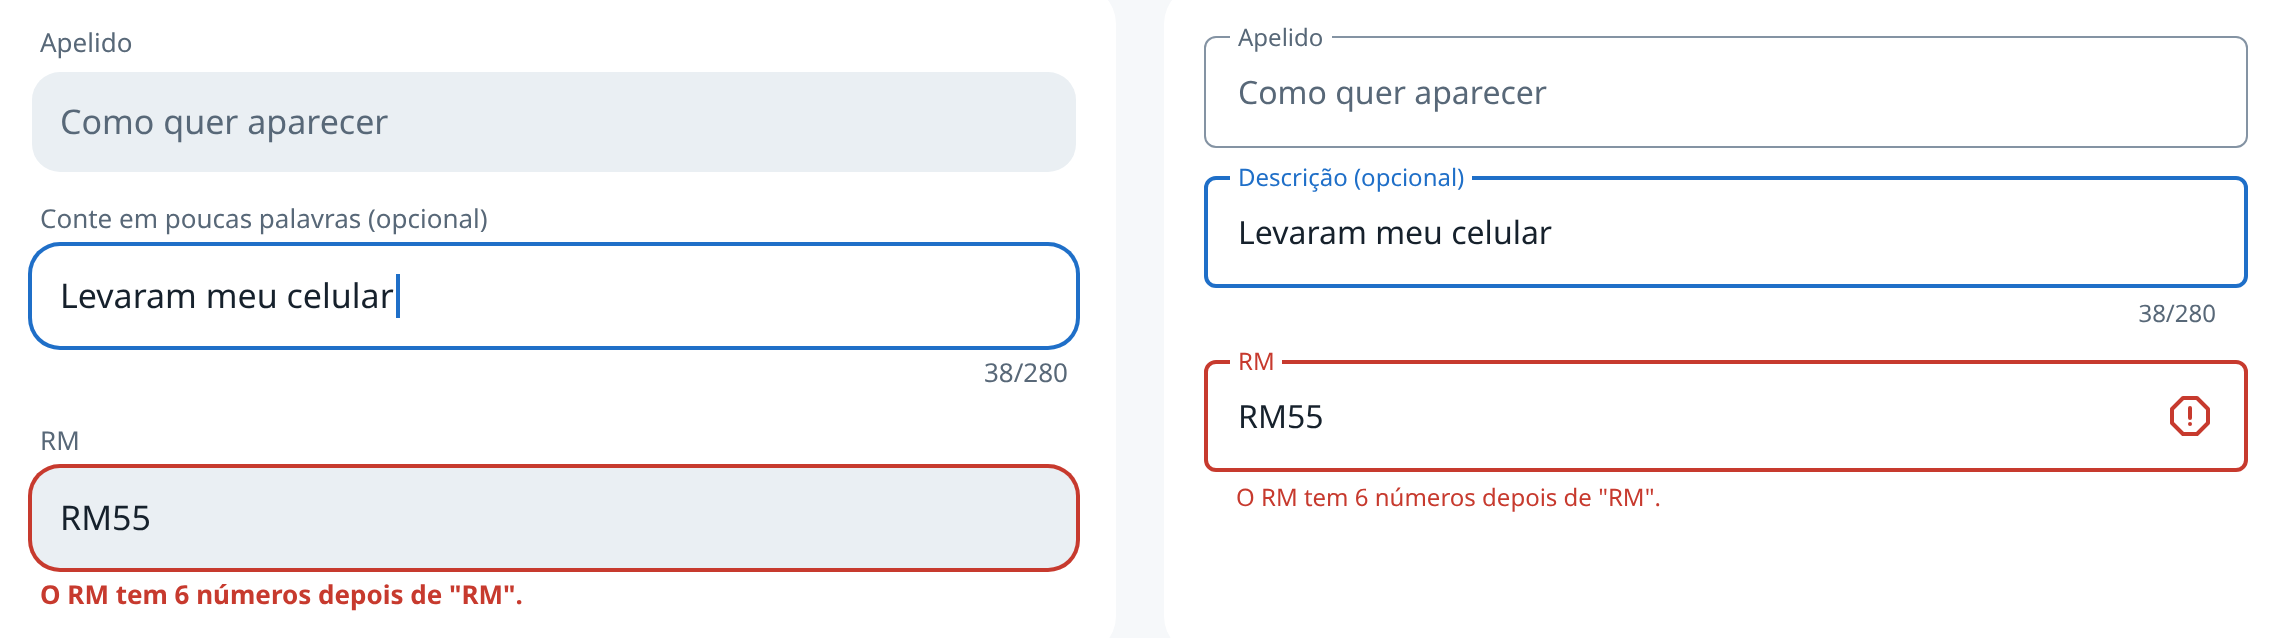 Apelido
Como quer aparecer
Conte em poucas palavras (opcional)
Levaram meu celular
38/280
RM
RM55
O RM tem 6 números depois de "RM".
Apelido
Como quer aparecer
Descrição (opcional)
Levaram meu celular
38/280
RM
RM55
O RM tem 6 números depois de "RM".